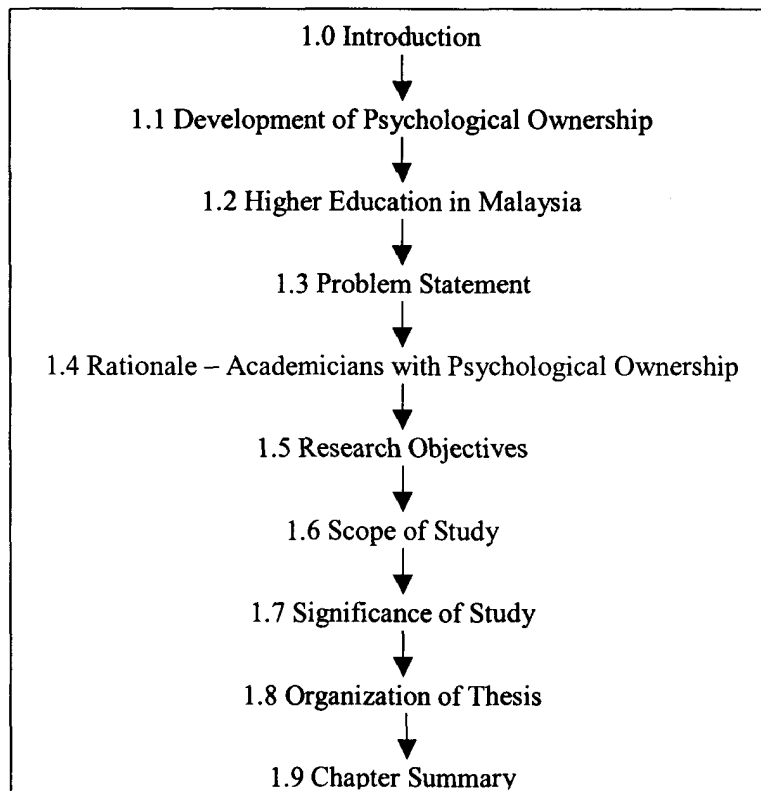 1.0 Introduction
1.1 Development of Psychological Ownership
1.2 Higher Education in Malaysia
1.3 Problem Statement
1.4 Rationale – Academicians with Psychological Ownership
1.5 Research Objectives
1.6 Scope of Study
1.7 Significance of Study
1.8 Organization of Thesis
1.9 Chapter Summary